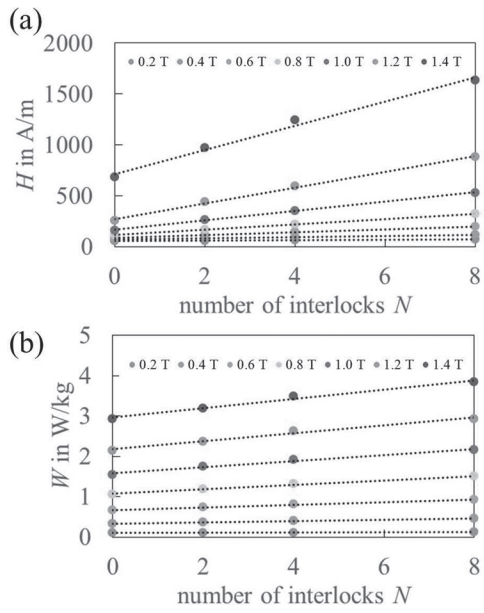 (a)
2000
0.2 T 0.4 T 0.6 T 0.8 T 1.0 T 1.2 T 1.4 T
1500
1000
500
0
H in A/m
0 2 4 6 8
number of interlocks N
(b)
5
0.2 T 0.4 T 0.6 T 0.8 T 1.0 T 1.2 T 1.4 T
4
3
2
1
0
W in W/kg
0 2 4 6 8
number of interlocks N